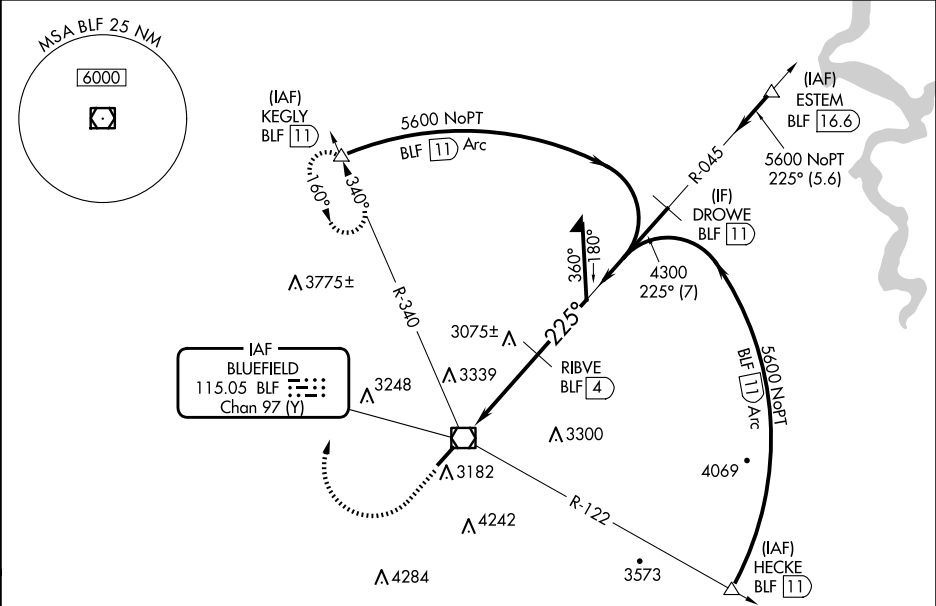 MSA BLF 25 NM
6000
(IAF)
KEGLY
BLF 11
5600 NoPT
BLF 11 Arc
(IAF)
ESTEM
BLF 16.6
R-045
5600 NoPT
225° (5.6)
(IF)
DROWE
BLF 11
160°
340°
360°
180°
4300
225° (7)
3775±
R-340
225°
3075±
RIBVE
BLF 4
5600 NoPT
BLF 11 Arc
IAF
BLUEFIELD
115.05 BLF
Chan 97 (Y)
3248
3339
3300
3182
4069
R-122
4242
4284
3573
(IAF)
HECKE
BLF 11